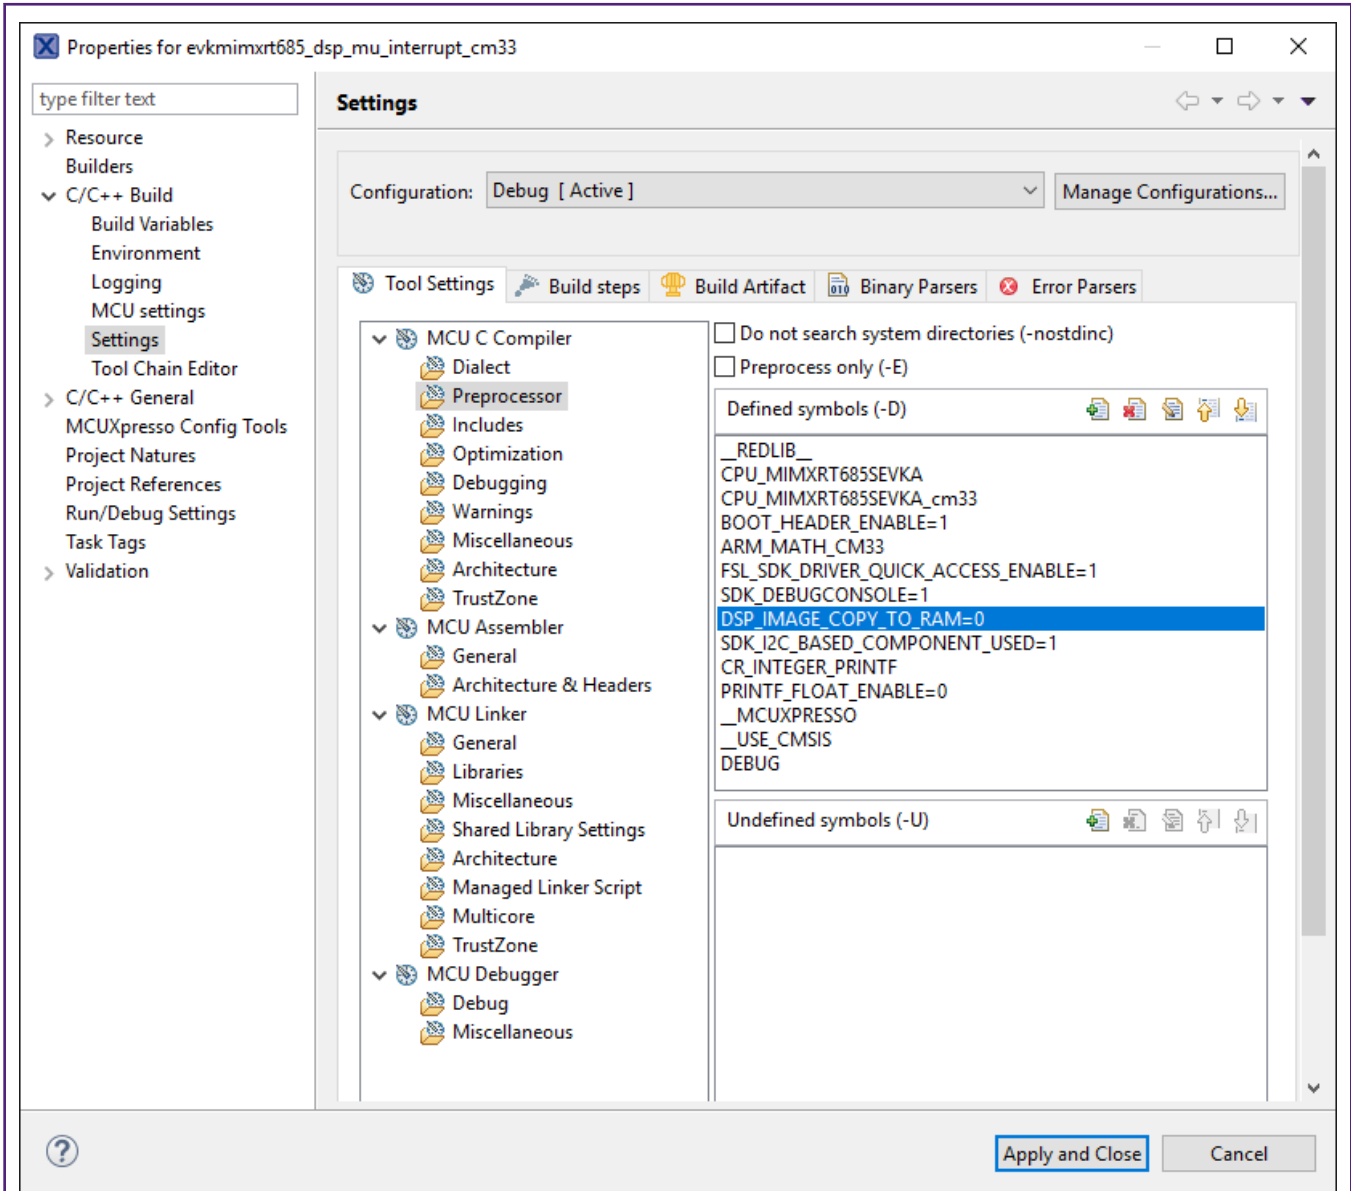 Properties for evkmimxrt685_dsp_mu_interrupt_cm33
type filter text
Resource
Builders
C/C++ Build
Build Variables
Environment
Logging
MCU settings
Settings
Tool Chain Editor
C/C++ General
MCUXpresso Config Tools
Project Natures
Project References
Run/Debug Settings
Task Tags
Validation
Settings
Configuration: Debug [ Active ] Manage Configurations...
Tool Settings Build steps Build Artifact Binary Parsers Error Parsers
MCU C Compiler
Dialect
Preprocessor
Includes
Optimization
Debugging
Warnings
Miscellaneous
Architecture
TrustZone
MCU Assembler
General
Architecture & Headers
MCU Linker
General
Libraries
Miscellaneous
Shared Library Settings
Architecture
Managed Linker Script
Multicore
TrustZone
MCU Debugger
Debug
Miscellaneous
Do not search system directories (-nostdinc)
Preprocess only (-E)
Defined symbols (-D)
__REDLIB__
CPU_MIMXRT685SEVKA
CPU_MIMXRT685SEVKA_cm33
BOOT_HEADER_ENABLE=1
ARM_MATH_CM33
FSL_SDK_DRIVER_QUICK_ACCESS_ENABLE=1
SDK_DEBUGCONSOLE=1
DSP_IMAGE_COPY_TO_RAM=0
SDK_I2C_BASED_COMPONENT_USED=1
CR_INTEGER_PRINTF
PRINTF_FLOAT_ENABLE=0
__MCUXPRESSO
__USE_CMSIS
DEBUG
Undefined symbols (-U)
Apply and Close Cancel